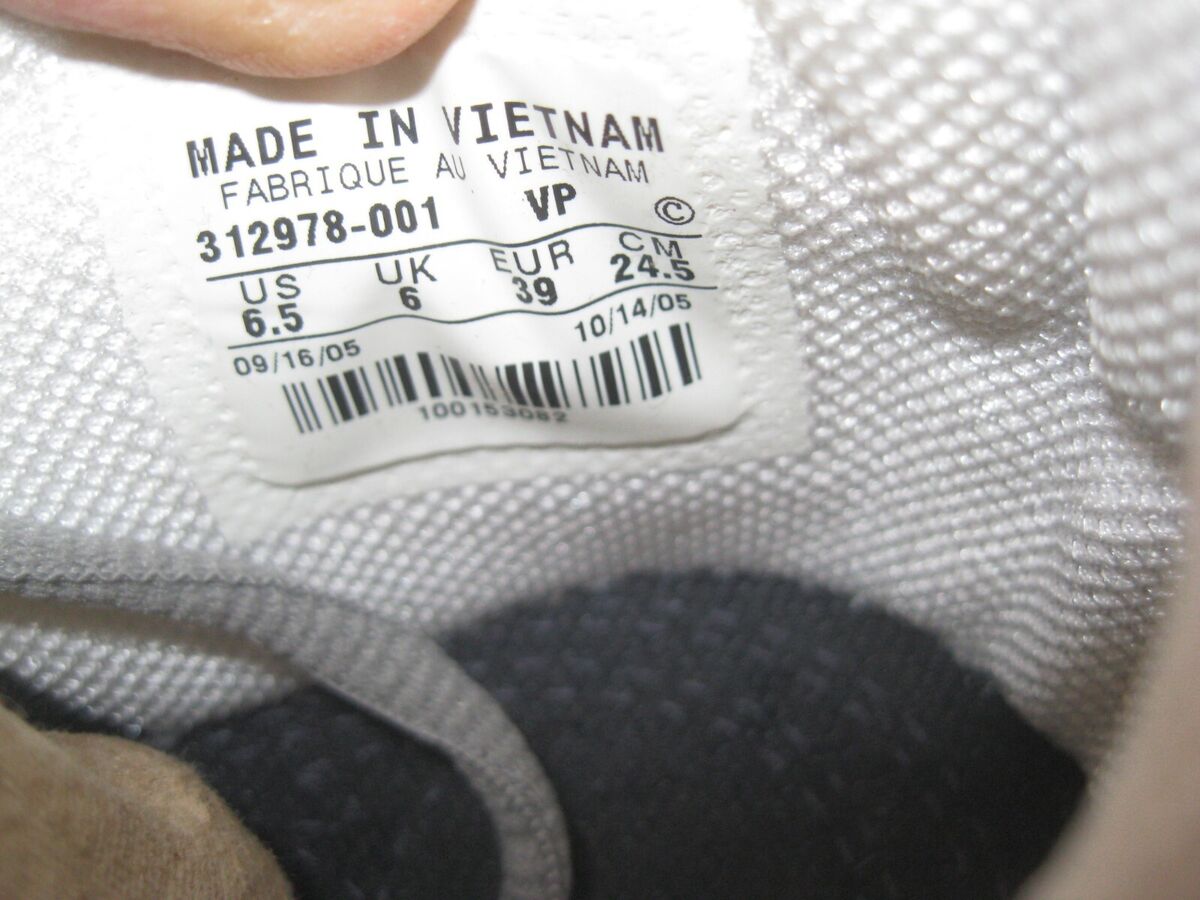 MADE IN VIETNAM
FABRIQUE AU VIETNAM
312978-001 VP ©
US UK EUR CM
6.5 6 39 24.5
09/16/05 10/14/05
100153082